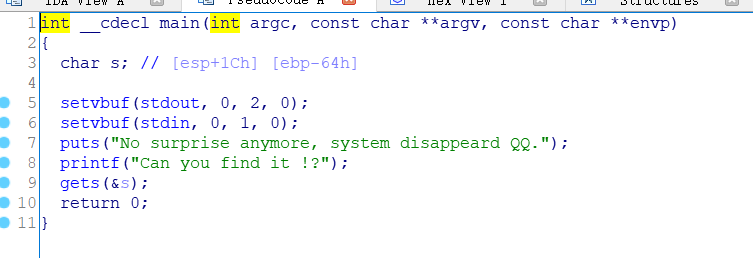 IDA View A Pseudocode A Hex View 1 Structures
1 int __cdecl main(int argc, const char **argv, const char **envp)
2 {
3 char s; // [esp+1Ch] [ebp-64h]
4
5 setvbuf(stdout, 0, 2, 0);
6 setvbuf(stdin, 0, 1, 0);
7 puts("No surprise anymore, system disappeard QQ.");
8 printf("Can you find it !?");
9 gets(&s);
10 return 0;
11 }